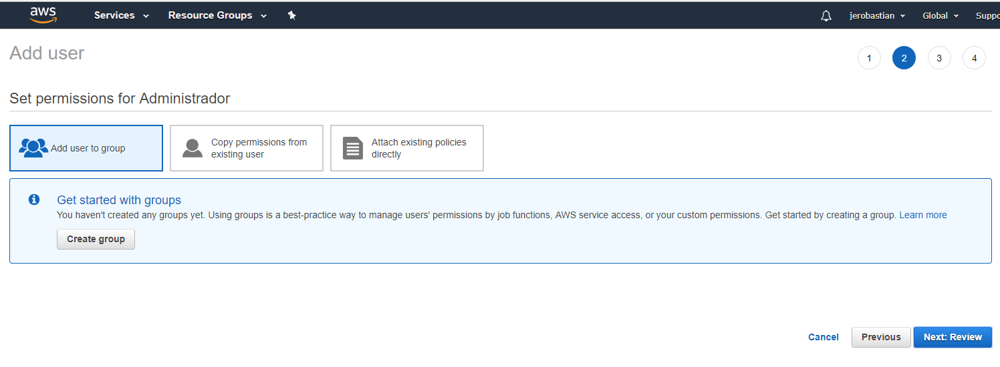 aws Services Resource Groups jerobastian Global Suppo
Add user 1 2 3 4
Set permissions for Administrador
Add user to group
Copy permissions from
existing user
Attach existing policies
directly
Get started with groups
You haven't created any groups yet. Using groups is a best-practice way to manage users' permissions by job functions, AWS service access, or your custom permissions. Get started by creating a group. Learn more
Create group
Cancel Previous Next: Review